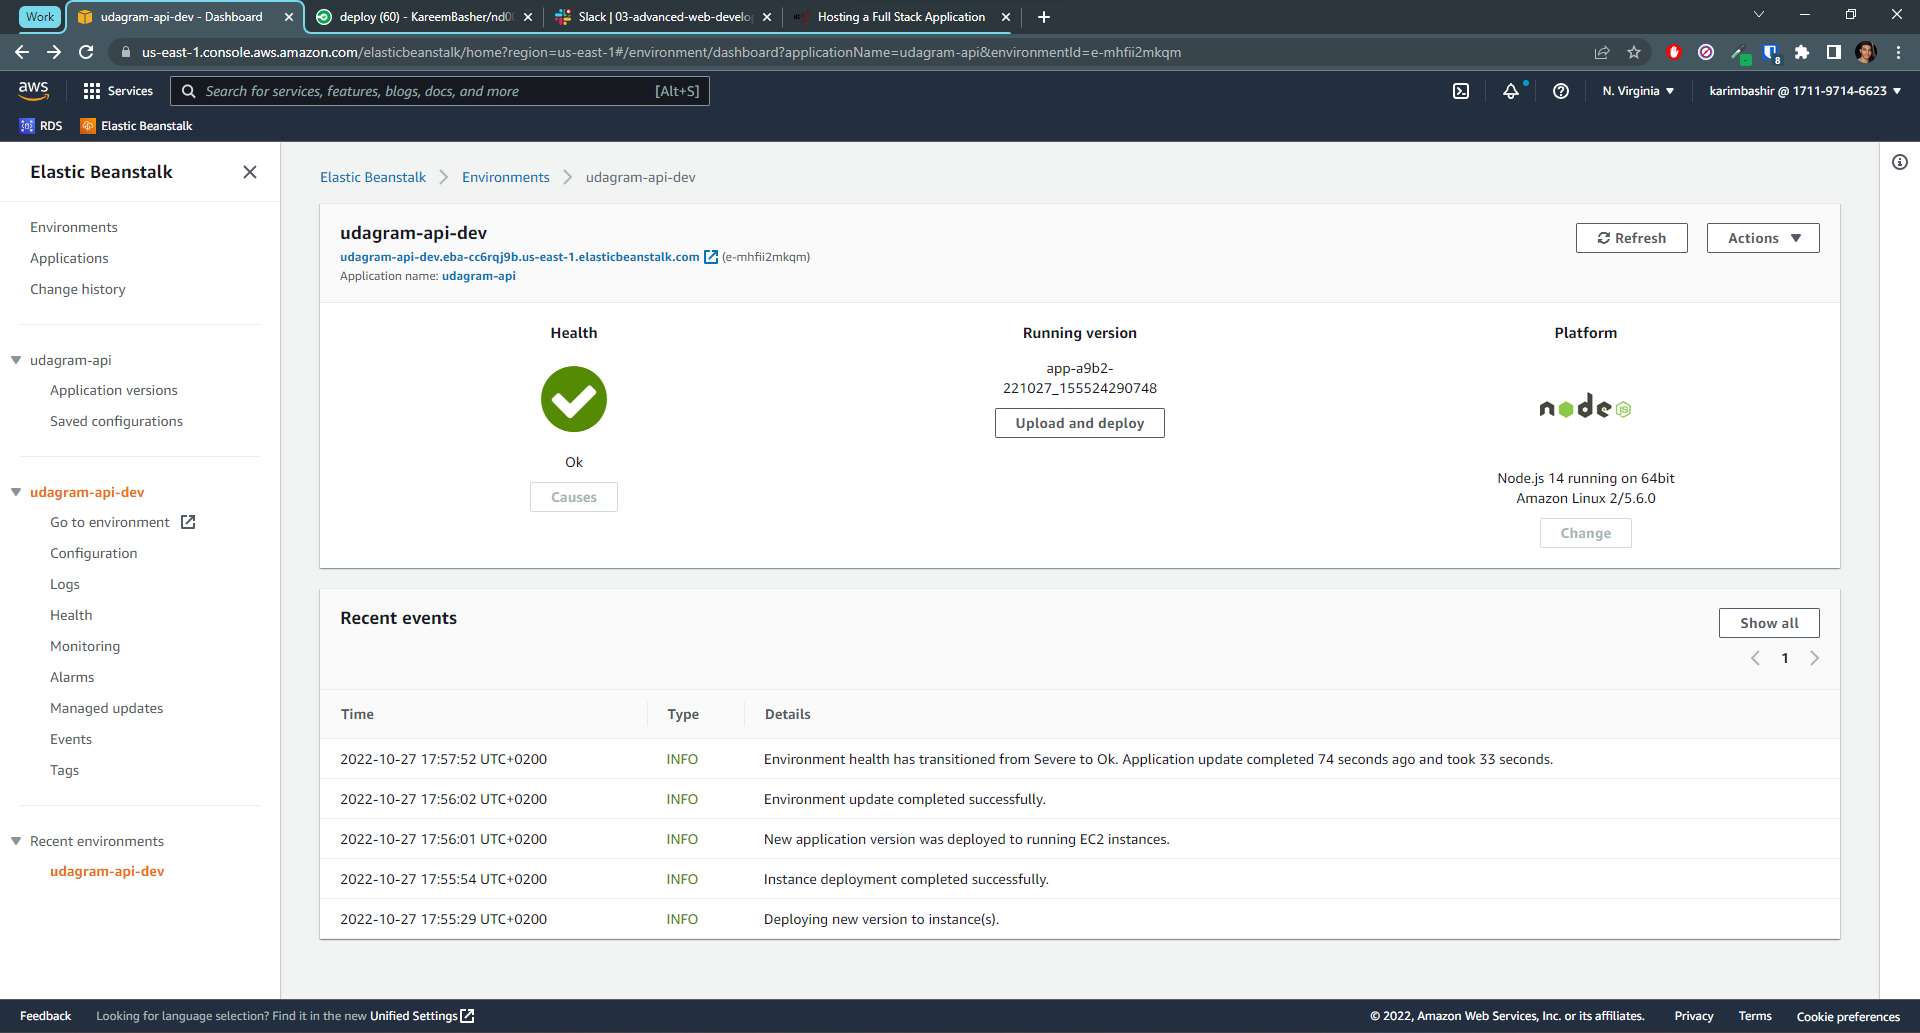 Work
udagram-api-dev - Dashboard
deploy (60) - KareemBasher/nd0
Slack | 03-advanced-web-develo
Hosting a Full Stack Application
us-east-1.console.aws.amazon.com/elasticbeanstalk/home?region=us-east-1#/environment/dashboard?applicationName=udagram-api&environmentId=e-mhfii2mkqm
8
aws
Services
Search for services, features, blogs, docs, and more
[Alt+S]
N. Virginia
karimbashir @ 1711-9714-6623
RDS
Elastic Beanstalk
Elastic Beanstalk
Environments
Applications
Change history
udagram-api
Application versions
Saved configurations
udagram-api-dev
Go to environment
Configuration
Logs
Health
Monitoring
Alarms
Managed updates
Events
Tags
Recent environments
udagram-api-dev
Elastic Beanstalk
Environments
udagram-api-dev
udagram-api-dev
udagram-api-dev.eba-cc6rqj9b.us-east-1.elasticbeanstalk.com (e-mhfii2mkqm)
Application name: udagram-api
Refresh
Actions
Health
Ok
Causes
Running version
app-a9b2-
221027_155524290748
Upload and deploy
Platform
node JS
Node.js 14 running on 64bit
Amazon Linux 2/5.6.0
Change
Recent events
Show all
1
Time Type Details
2022-10-27 17:57:52 UTC+0200 INFO Environment health has transitioned from Severe to Ok. Application update completed 74 seconds ago and took 33 seconds.
2022-10-27 17:56:02 UTC+0200 INFO Environment update completed successfully.
2022-10-27 17:56:01 UTC+0200 INFO New application version was deployed to running EC2 instances.
2022-10-27 17:55:54 UTC+0200 INFO Instance deployment completed successfully.
2022-10-27 17:55:29 UTC+0200 INFO Deploying new version to instance(s).
Feedback
Looking for language selection? Find it in the new Unified Settings
© 2022, Amazon Web Services, Inc. or its affiliates.
Privacy
Terms
Cookie preferences